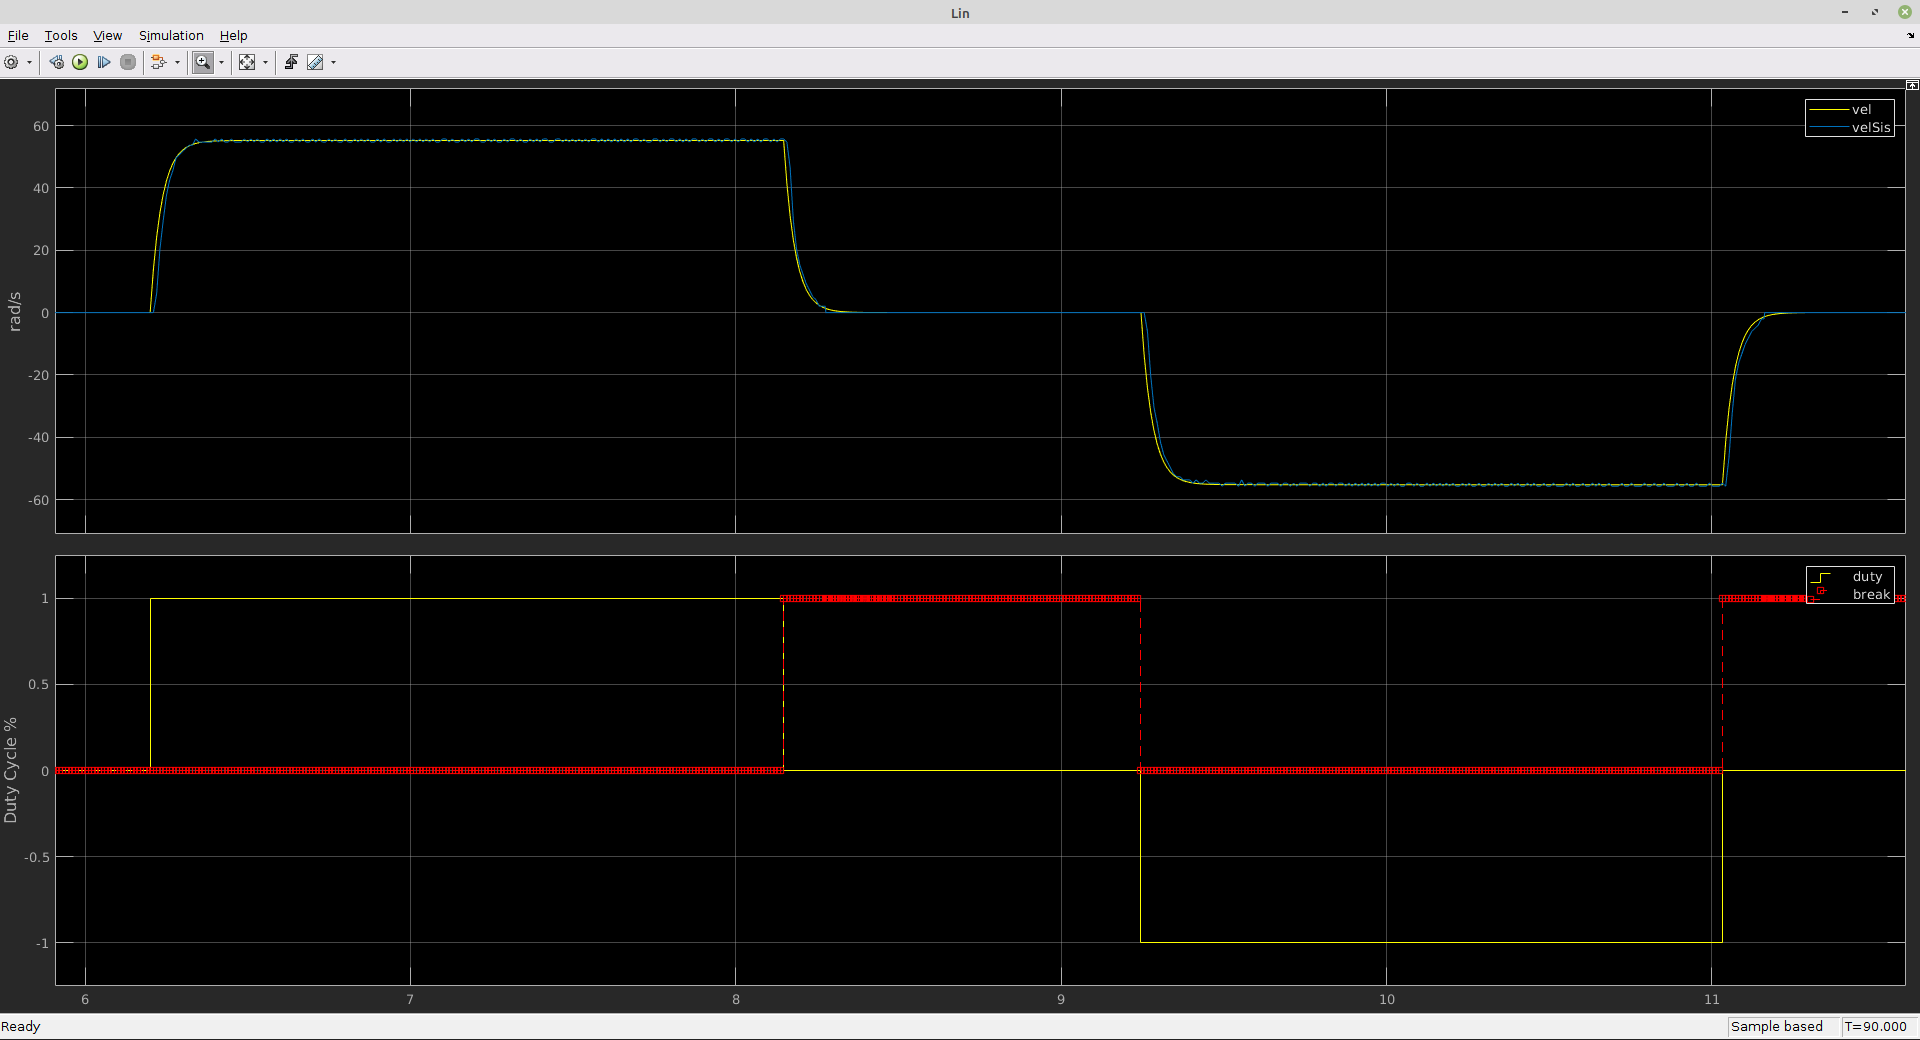 Lin
File Tools View Simulation Help
vel
velSis
60
40
20
0
-20
-40
-60
rad/s
duty
break
1
0.5
0
-0.5
-1
Duty Cycle %
6 7 8 9 10 11
Ready
Sample based T=90.000